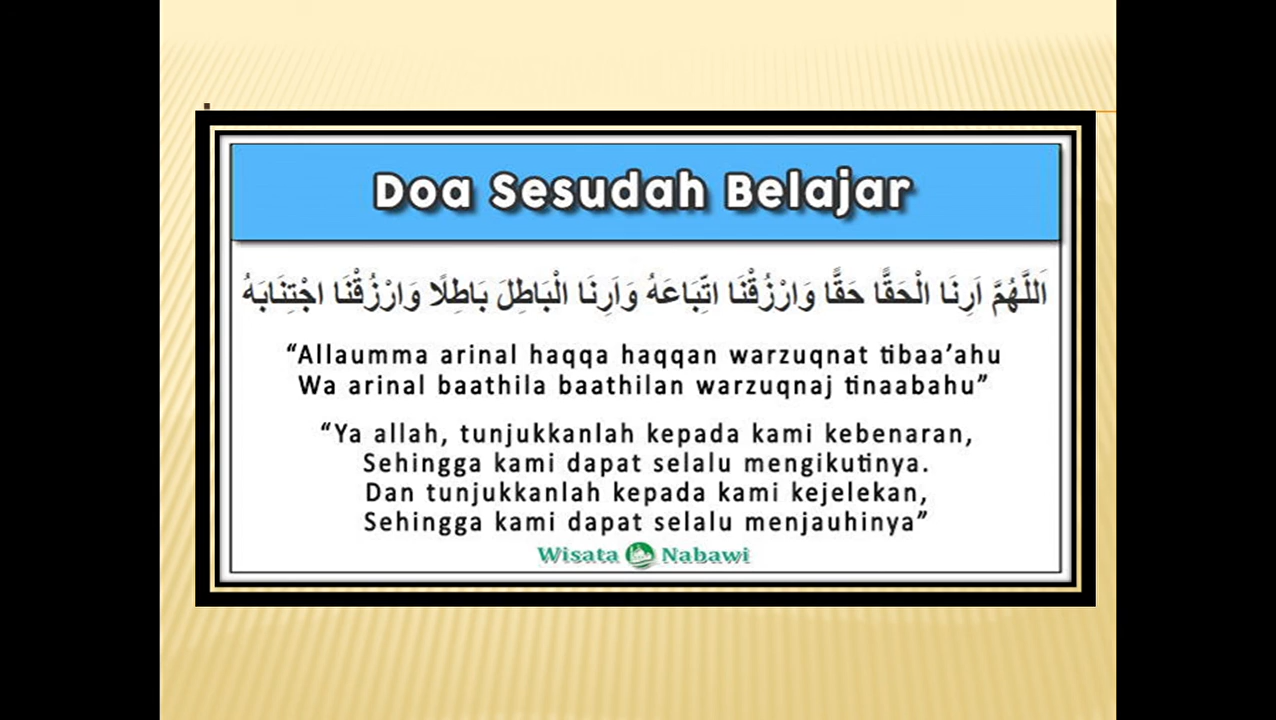 Doa Sesudah Belajar
اَللَّهُمَّ اَرِنَا الْحَقَّا حَقًّا وَارْزُقْنَا اتِّبَاعَهُ وَاَرِنَا الْبَاطِلَ بَاطِلًا وَارْزُقْنَا اجْتِنَابَهُ
“Allaumma arinal haqqa haqqan warzuqnat tibaa’ahu
Wa arinal baathila baathilan warzuqnaj tinaabahu”
“Ya allah, tunjukkanlah kepada kami kebenaran,
Sehingga kami dapat selalu mengikutinya.
Dan tunjukkanlah kepada kami kejelekan,
Sehingga kami dapat selalu menjauhinya”
Wisata Nabawi